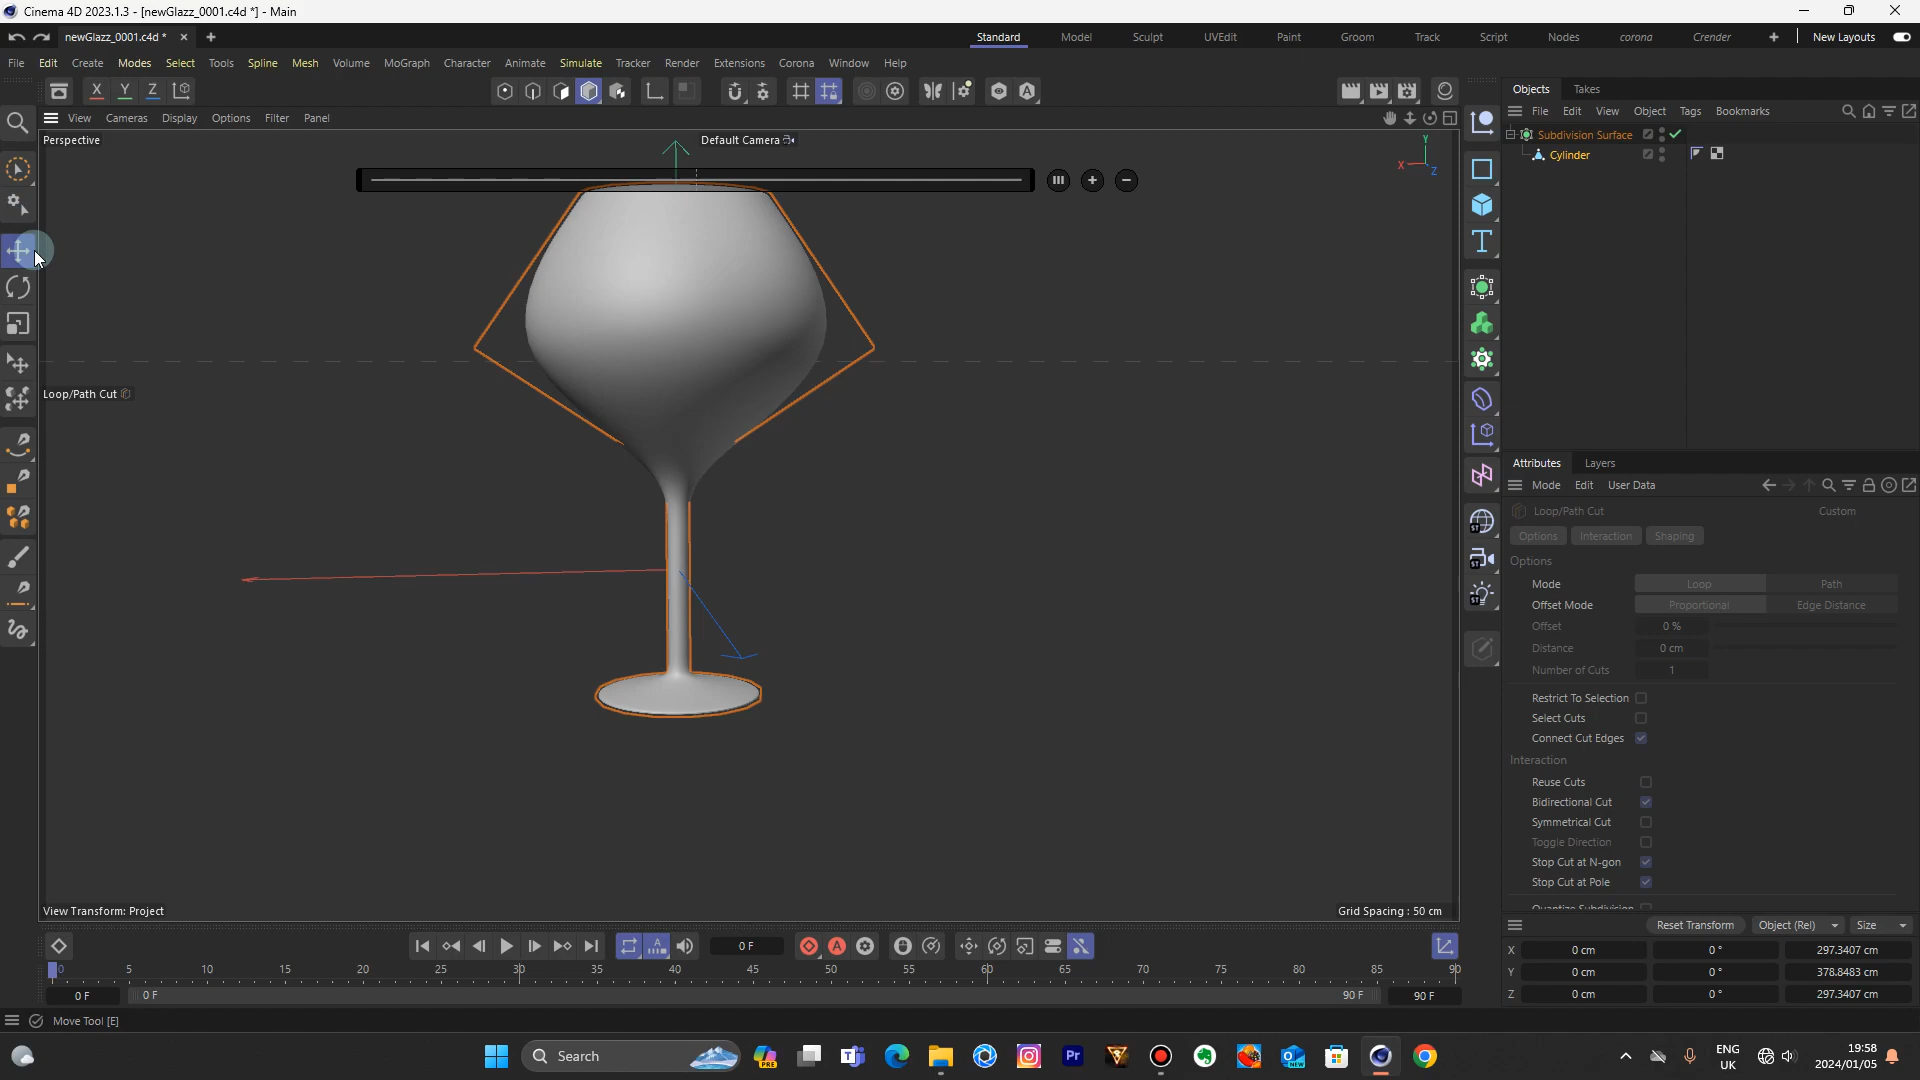 Cinema 4D 2023.1.3 - [newGlazz_0001.c4d *] - Main
newGlazz_0001.c4d *
Standard Model Sculpt UVEdit Paint Groom Track Script Nodes corona Crender New Layouts
File Edit Create Modes Select Tools Spline Mesh Volume MoGraph Character Animate Simulate Tracker Render Extensions Corona Window Help
X Y Z
Objects Takes
File Edit View Object Tags Bookmarks
View Cameras Display Options Filter Panel
Perspective
Default Camera
Y
X
Z
Subdivision Surface
Cylinder
Loop/Path Cut
Attributes Layers
Mode Edit User Data
Loop/Path Cut Custom
Options Interaction Shaping
Options
Mode Loop Path
Offset Mode Proportional Edge Distance
Offset 0 %
Distance 0 cm
Number of Cuts 1
Restrict To Selection
Select Cuts
Connect Cut Edges
Interaction
Reuse Cuts
Bidirectional Cut
Symmetrical Cut
Toggle Direction
Stop Cut at N-gon
Stop Cut at Pole
Quantize Subdivision
View Transform: Project
Grid Spacing : 50 cm
Reset Transform Object (Rel) Size
X 0 cm 0 ° 297.3407 cm
Y 0 cm 0 ° 378.8483 cm
Z 0 cm 0 ° 297.3407 cm
0 F
0 5 10 15 20 25 30 35 40 45 50 55 60 65 70 75 80 85 90
0 F 0 F 90 F 90 F
Move Tool [E]
Search
PRE
Pr
NEW
ENG
UK
19:58
2024/01/05